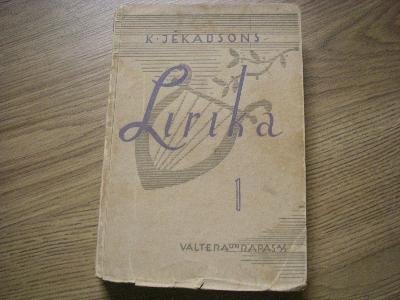 K·JĒKABSONS
Lirika
1
VALTERA UN RAPAS A/S